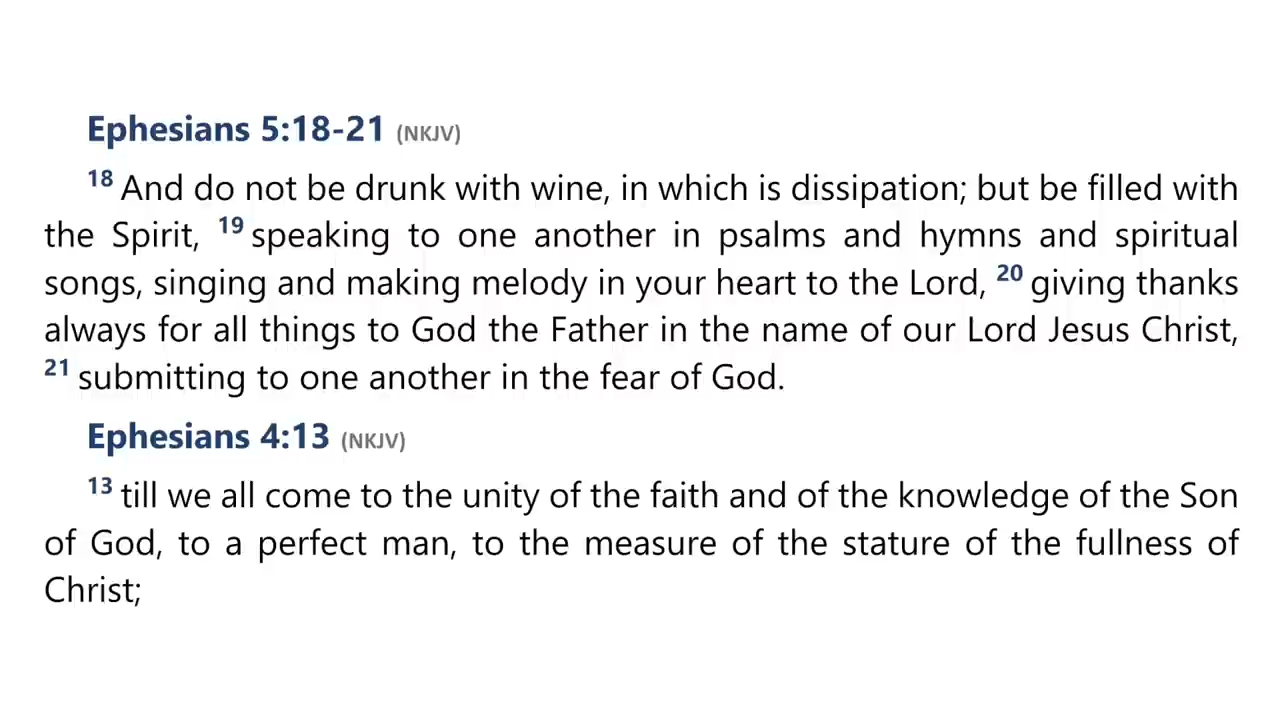 Ephesians 5:18-21 (NKJV)
18 And do not be drunk with wine, in which is dissipation; but be filled with
the Spirit, 19 speaking to one another in psalms and hymns and spiritual
songs, singing and making melody in your heart to the Lord, 20 giving thanks
always for all things to God the Father in the name of our Lord Jesus Christ,
21 submitting to one another in the fear of God.
Ephesians 4:13 (NKJV)
13 till we all come to the unity of the faith and of the knowledge of the Son
of God, to a perfect man, to the measure of the stature of the fullness of
Christ;